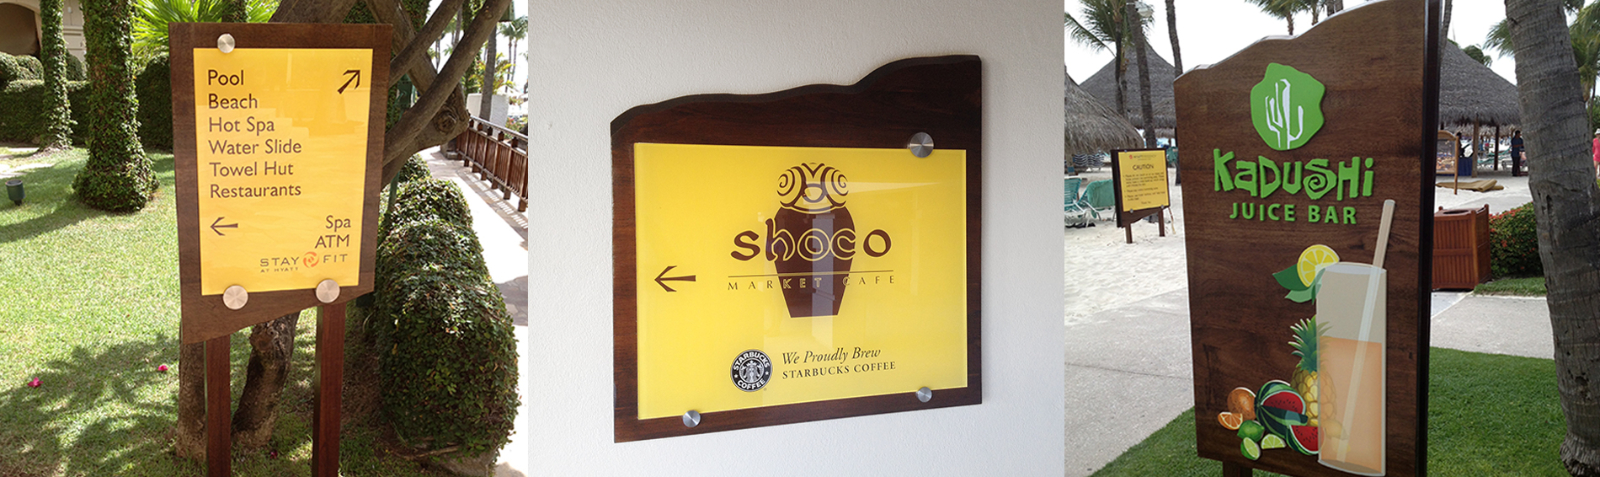 Pool
Beach
Hot Spa
Water Slide
Towel Hut
Restaurants
Spa
ATM
STAY FIT
AT HYATT
shoco
MARKET CAFE
STARBUCKS
COFFEE
We Proudly Brew
STARBUCKS COFFEE
CAUTION
KADUSHi
JUICE BAR